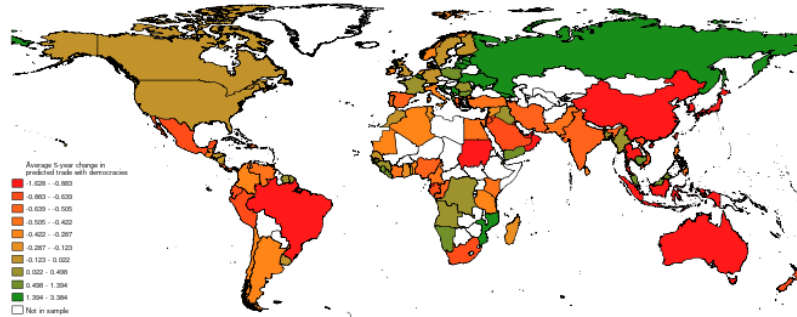 Average 5-year change in
predicted trade with democracies
-1.628 - -0.883
-0.883 - -0.639
-0.639 - -0.505
-0.505 - -0.422
-0.422 - -0.287
-0.287 - -0.123
-0.123 - 0.022
0.022 - 0.498
0.498 - 1.394
1.394 - 3.384
Not in sample